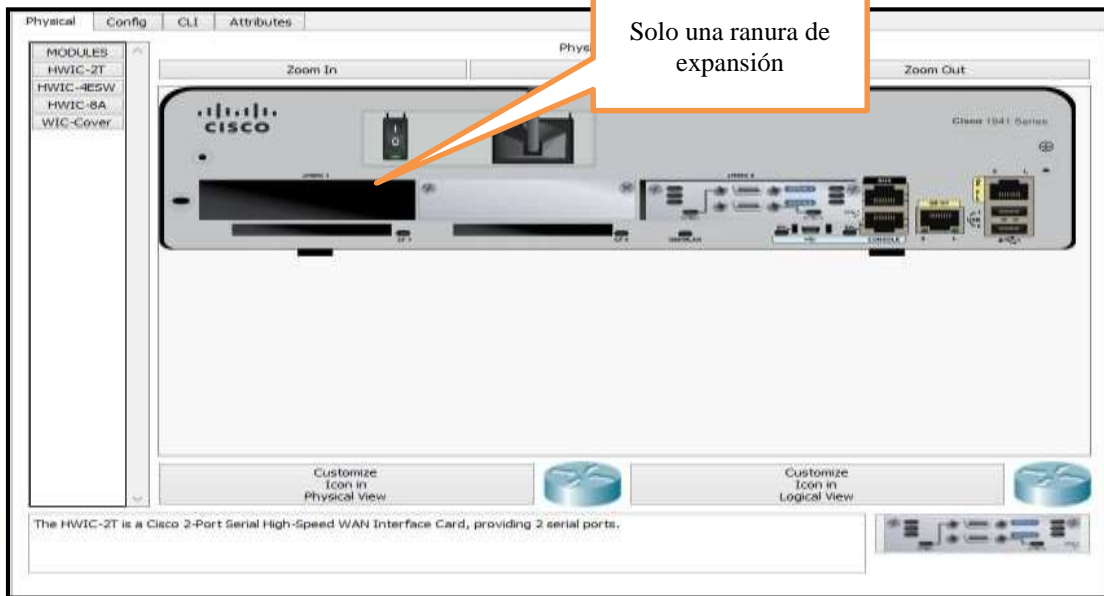 Physical
Config
CLI
Attributes
Solo una ranura de
expansión
MODULES
HWIC-2T
HWIC-4ESW
HWIC-8A
WIC-Cover
Zoom In
Zoom Out
CISCO
Cisco 1941 Series
I
O
AUX
CONSOLE
Customize
Icon in
Physical View
Customize
Icon in
Logical View
The HWIC-2T is a Cisco 2-Port Serial High-Speed WAN Interface Card, providing 2 serial ports.